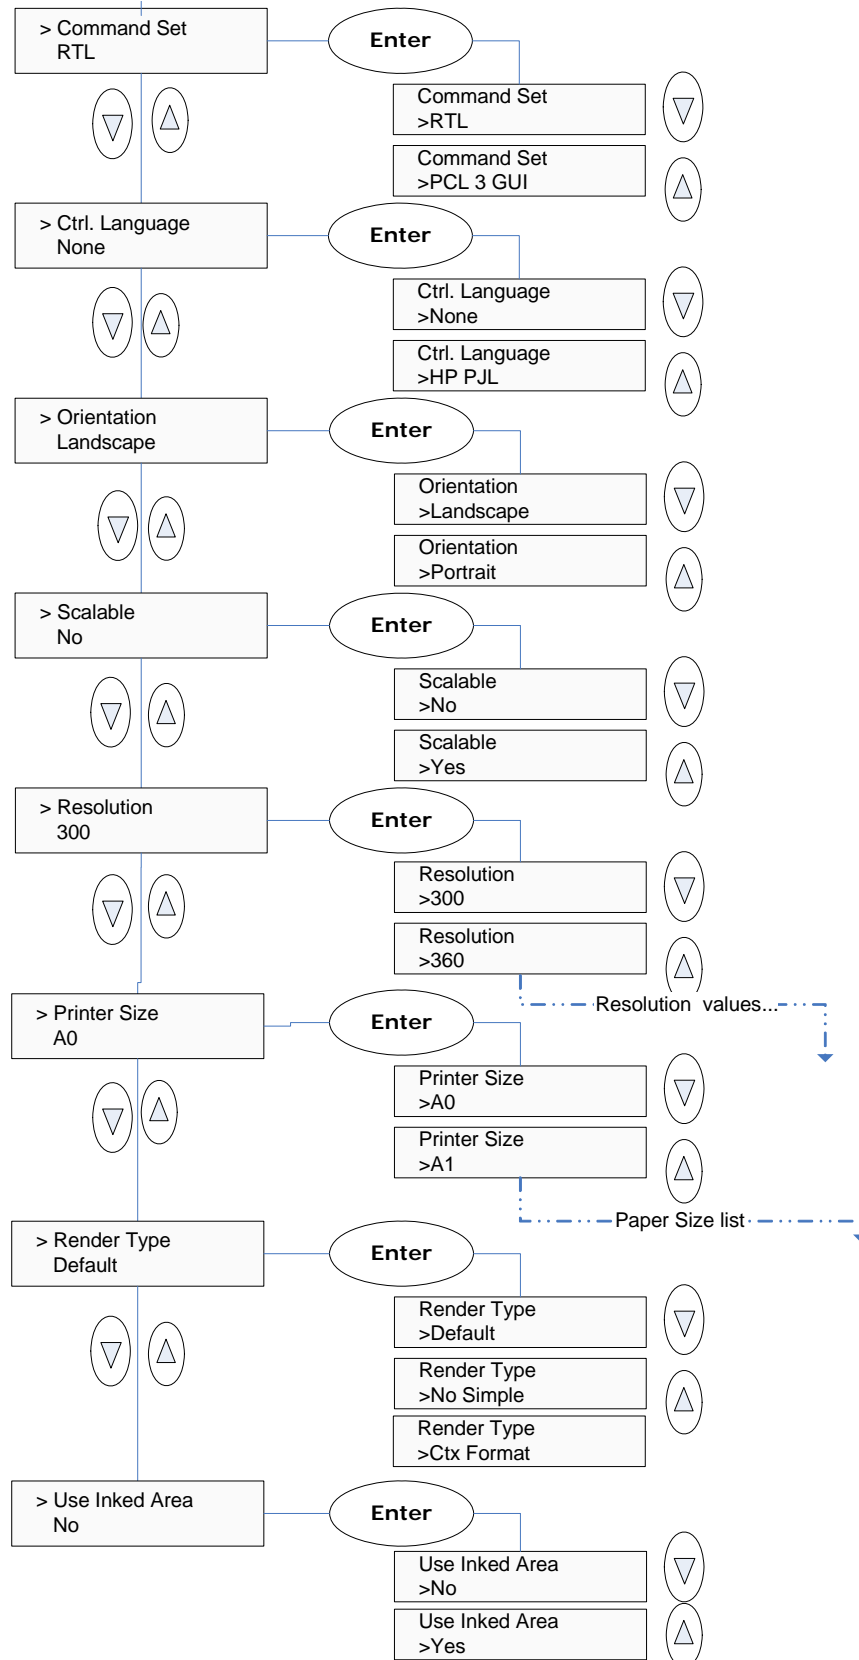 > Command Set
RTL
Enter
Command Set
>RTL
Command Set
>PCL 3 GUI
> Ctrl. Language
None
Enter
Ctrl. Language
>None
Ctrl. Language
>HP PJL
> Orientation
Landscape
Enter
Orientation
>Landscape
Orientation
>Portrait
> Scalable
No
Enter
Scalable
>No
Scalable
>Yes
> Resolution
300
Enter
Resolution
>300
Resolution
>360
Resolution values...
> Printer Size
A0
Enter
Printer Size
>A0
Printer Size
>A1
Paper Size list
> Render Type
Default
Enter
Render Type
>Default
Render Type
>No Simple
Render Type
>Ctx Format
> Use Inked Area
No
Enter
Use Inked Area
>No
Use Inked Area
>Yes